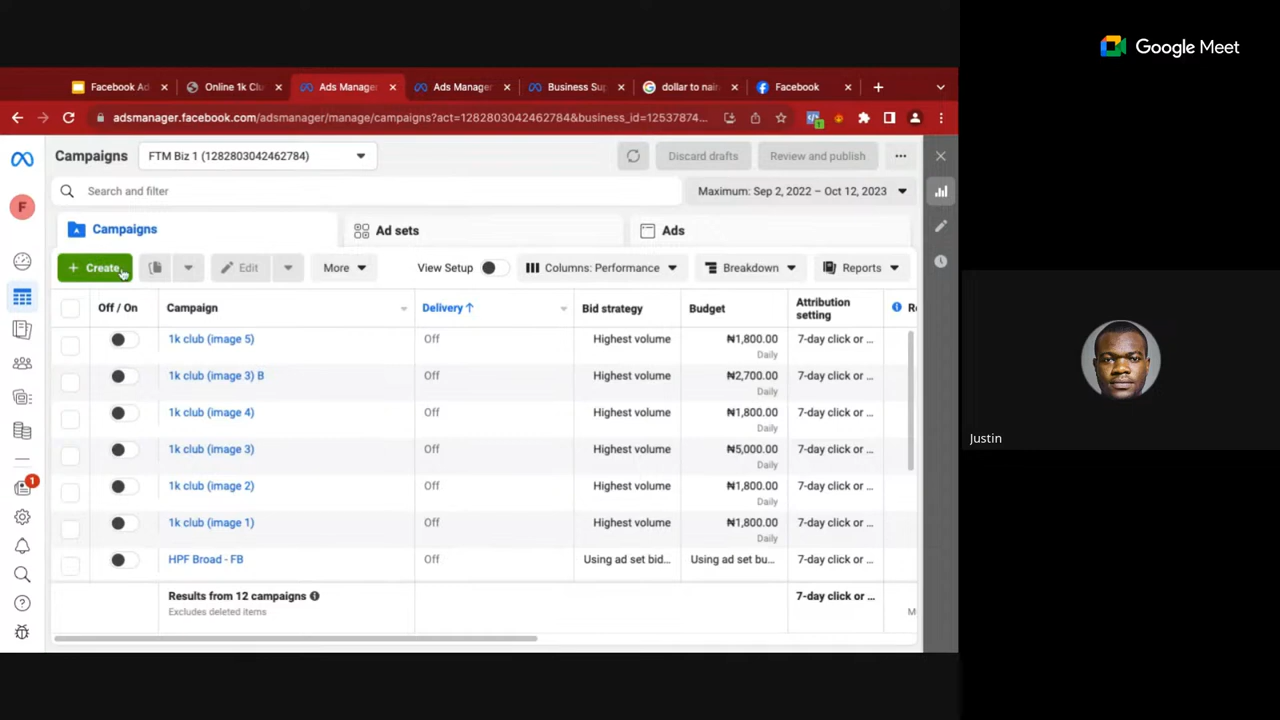 Google Meet
Facebook Ad
Online 1k Clu
Ads Manager
Ads Manager
Business Sup
dollar to nair
Facebook
adsmanager.facebook.com/adsmanager/manage/campaigns?act=1282803042462784&business_id=12537874...
Campaigns
FTM Biz 1 (1282803042462784)
Discard drafts
Review and publish
F
Search and filter
Maximum: Sep 2, 2022 – Oct 12, 2023
Campaigns
Ad sets
Ads
+ Create
Edit
More
View Setup
Columns: Performance
Breakdown
Reports
Off / On
Campaign
Delivery ↑
Bid strategy
Budget
Attribution
setting
1k club (image 5)
Off
Highest volume
₦1,800.00
7-day click or ...
Daily
1k club (image 3) B
Off
Highest volume
₦2,700.00
7-day click or ...
Daily
1k club (image 4)
Off
Highest volume
₦1,800.00
7-day click or ...
Daily
1k club (image 3)
Off
Highest volume
₦5,000.00
7-day click or ...
Daily
1k club (image 2)
Off
Highest volume
₦1,800.00
7-day click or ...
Daily
1k club (image 1)
Off
Highest volume
₦1,800.00
7-day click or ...
Daily
HPF Broad - FB
Off
Using ad set bid...
Using ad set bu...
7-day click or ...
Results from 12 campaigns
7-day click or ...
Excludes deleted items
1
Justin